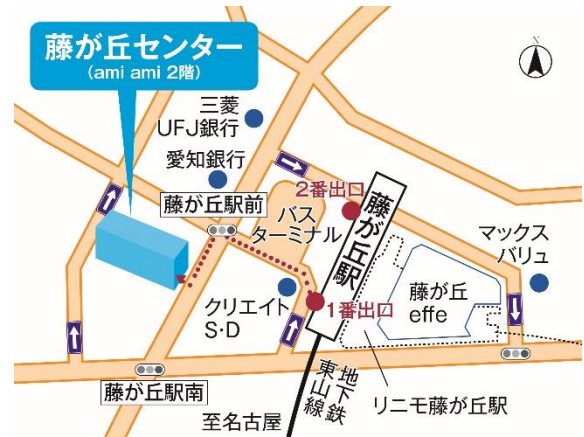 藤が丘センター
(ami ami 2階)
N
三菱
UFJ銀行
愛知銀行
藤が丘駅前
2番出口
バス
ターミナル
藤が丘駅
マックス
バリュ
クリエイト
S・D
1番出口
藤が丘
effe
藤が丘駅南
地下鉄
東山線
リニモ藤が丘駅
至名古屋